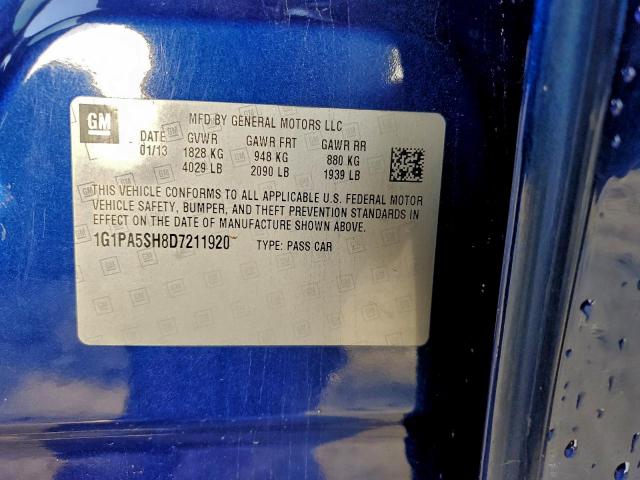 GM MFD BY GENERAL MOTORS LLC
DATE GVWR GAWR FRT GAWR RR
01/13 1828 KG 948 KG 880 KG
4029 LB 2090 LB 1939 LB
THIS VEHICLE CONFORMS TO ALL APPLICABLE U.S. FEDERAL MOTOR
VEHICLE SAFETY, BUMPER, AND THEFT PREVENTION STANDARDS IN
EFFECT ON THE DATE OF MANUFACTURE SHOWN ABOVE.
1G1PA5SH8D7211920 TYPE: PASS CAR